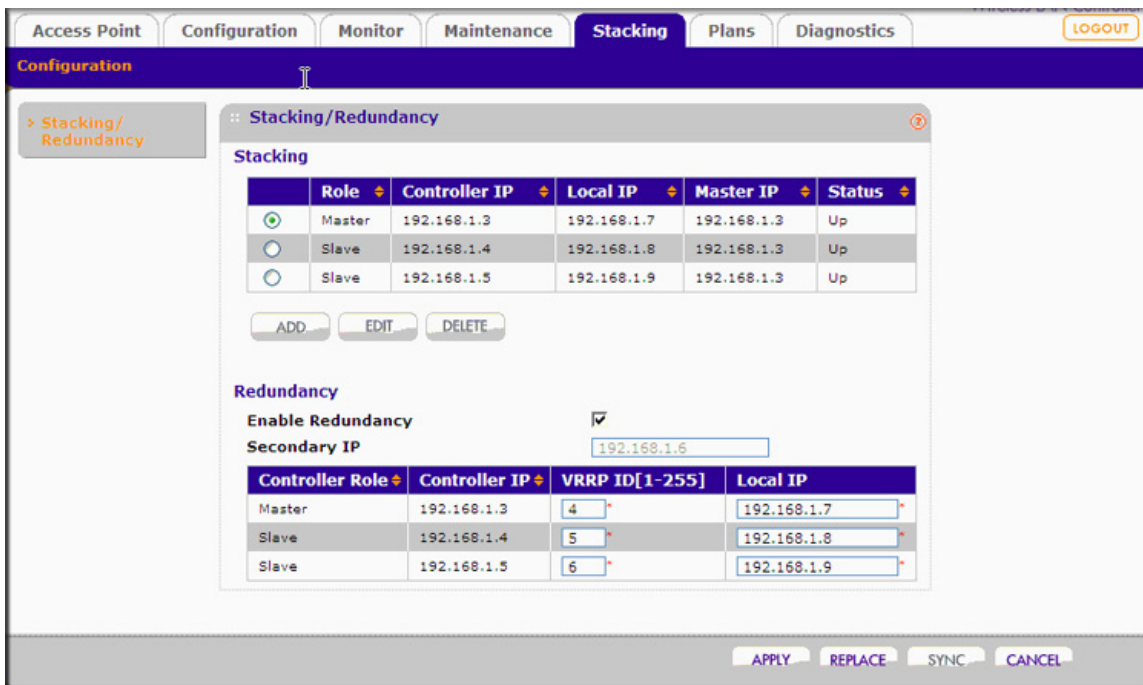 Access Point Configuration Monitor Maintenance Stacking Plans Diagnostics LOGOUT
Configuration
Stacking/
Redundancy
Stacking/Redundancy ?
Stacking
Role Controller IP Local IP Master IP Status
Master 192.168.1.3 192.168.1.7 192.168.1.3 Up
Slave 192.168.1.4 192.168.1.8 192.168.1.3 Up
Slave 192.168.1.5 192.168.1.9 192.168.1.3 Up
ADD EDIT DELETE
Redundancy
Enable Redundancy
Secondary IP 192.168.1.6
Controller Role Controller IP VRRP ID[1-255] Local IP
Master 192.168.1.3 4 * 192.168.1.7 *
Slave 192.168.1.4 5 * 192.168.1.8 *
Slave 192.168.1.5 6 * 192.168.1.9 *
APPLY REPLACE SYNC CANCEL